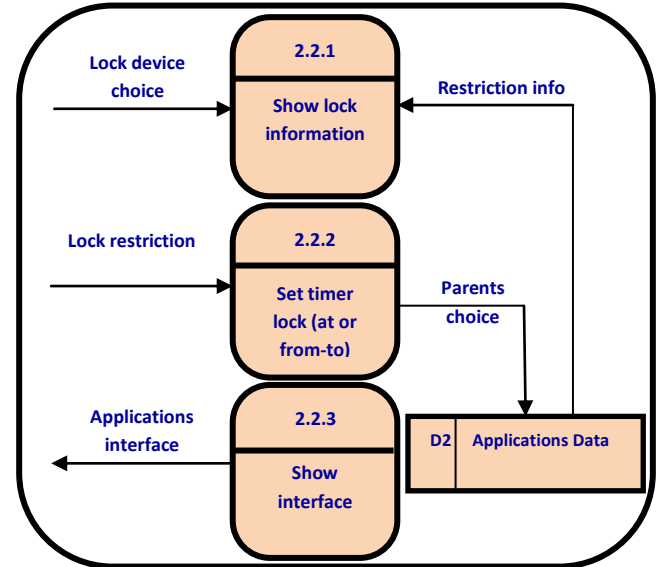 2.2.1
Lock device
choice
Show lock
information
Restriction info
2.2.2
Lock restriction
Set timer
lock (at or
from-to)
Parents
choice
2.2.3
Applications
interface
Show
interface
D2
Applications Data